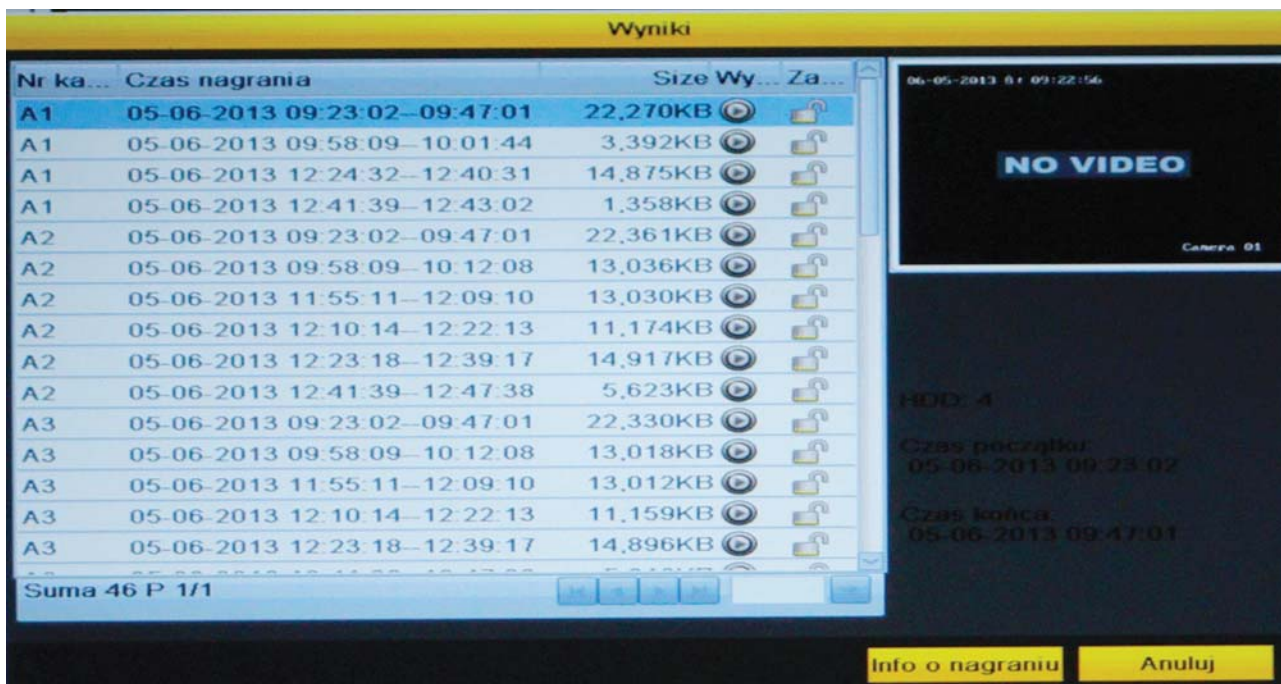 Wyniki
Nr ka... Czas nagrania Size Wy... Za...
A1 05-06-2013 09:23:02--09:47:01 22,270KB
A1 05-06-2013 09:58:09--10:01:44 3,392KB
A1 05-06-2013 12:24:32--12:40:31 14,875KB
A1 05-06-2013 12:41:39--12:43:02 1,358KB
A2 05-06-2013 09:23:02--09:47:01 22,361KB
A2 05-06-2013 09:58:09--10:12:08 13,036KB
A2 05-06-2013 11:55:11--12:09:10 13,030KB
A2 05-06-2013 12:10:14--12:22:13 11,174KB
A2 05-06-2013 12:23:18--12:39:17 14,917KB
A2 05-06-2013 12:41:39--12:47:38 5,623KB
A3 05-06-2013 09:23:02--09:47:01 22,330KB
A3 05-06-2013 09:58:09--10:12:08 13,018KB
A3 05-06-2013 11:55:11--12:09:10 13,012KB
A3 05-06-2013 12:10:14--12:22:13 11,159KB
A3 05-06-2013 12:23:18--12:39:17 14,896KB
Suma 46 P 1/1
06-05-2013 09:22:56
NO VIDEO
Camera 01
HDD: 4
Czas początku:
05-06-2013 09:23:02
Czas końca:
05-06-2013 09:47:01
Info o nagraniu
Anuluj